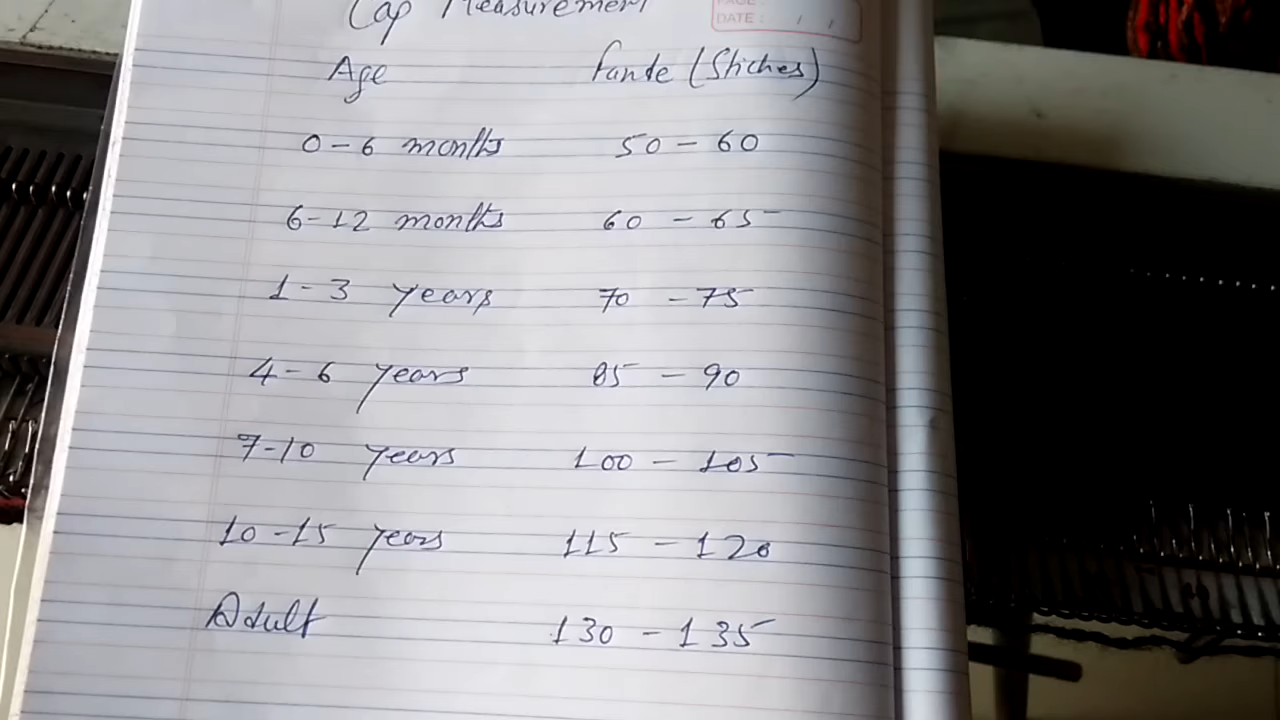 Cap Measurement
DATE : / /
Age Fande (Stiches)
0-6 months 50 - 60
6-12 months 60 - 65
1-3 years 70 - 75
4-6 years 85 - 90
7-10 years 100 - 105
10-15 years 115 - 120
Adult 130 - 135